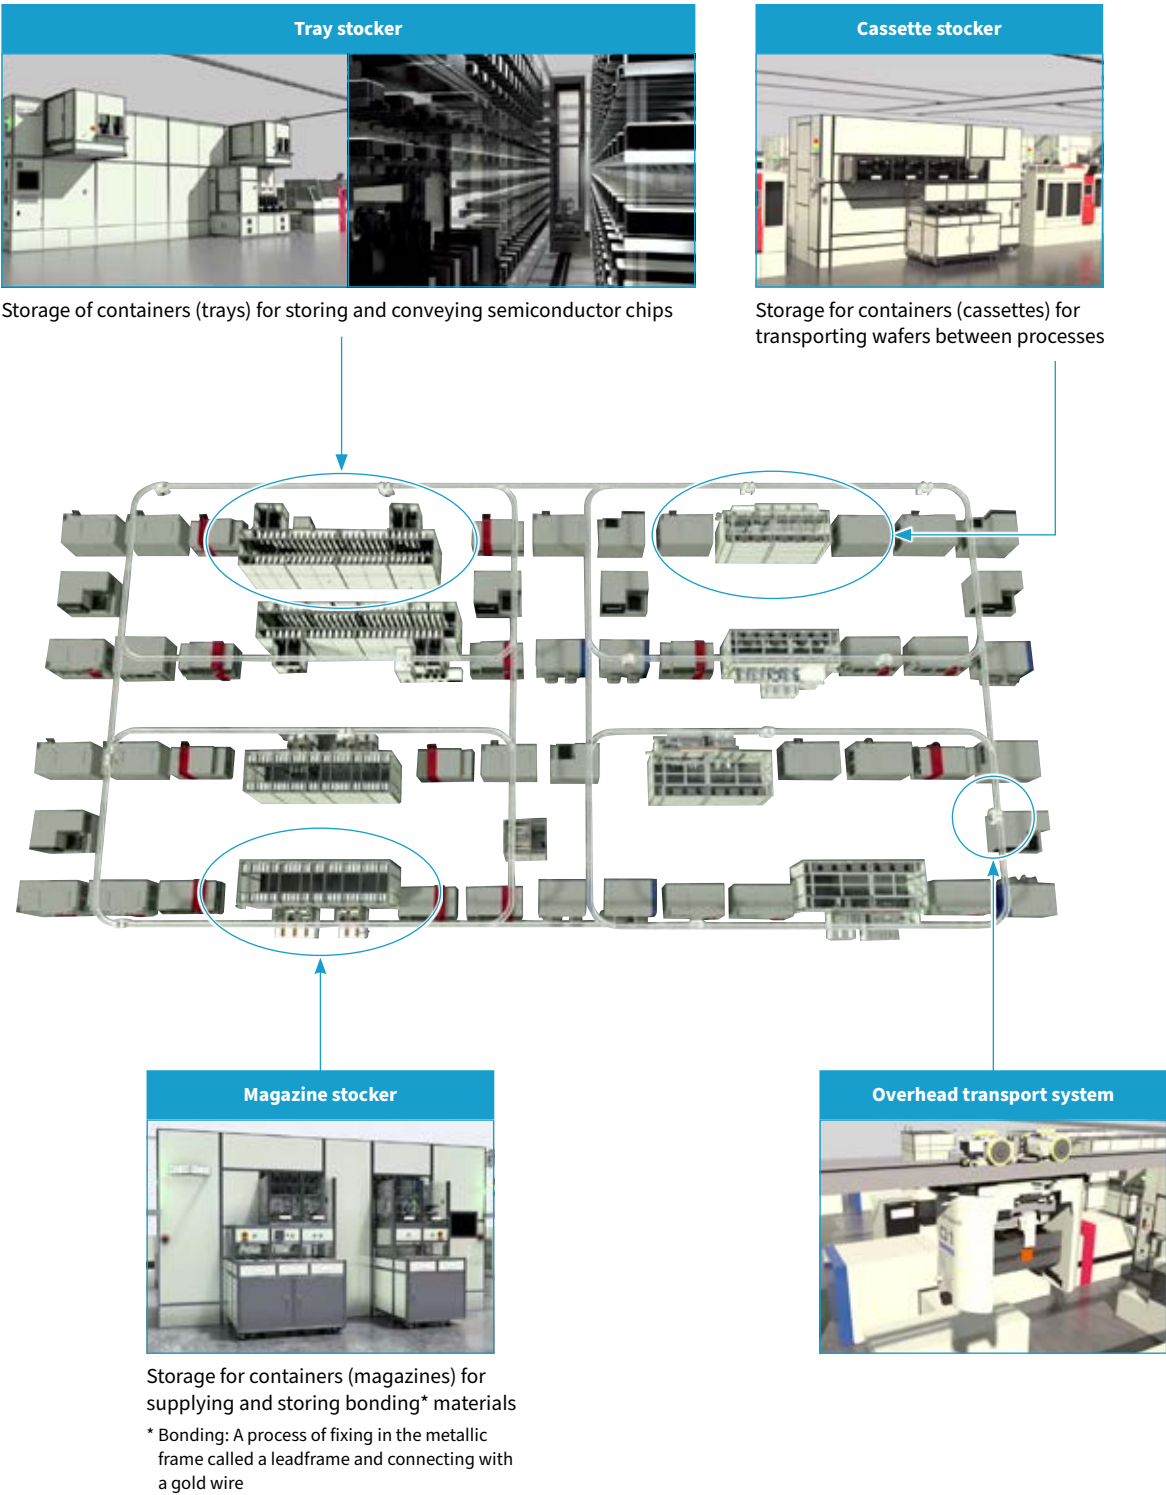 Tray stocker
Cassette stocker
Storage of containers (trays) for storing and conveying semiconductor chips
Storage for containers (cassettes) for
transporting wafers between processes
Magazine stocker
Overhead transport system
01
Storage for containers (magazines) for
supplying and storing bonding* materials
* Bonding: A process of fixing in the metallic
frame called a leadframe and connecting with
a gold wire